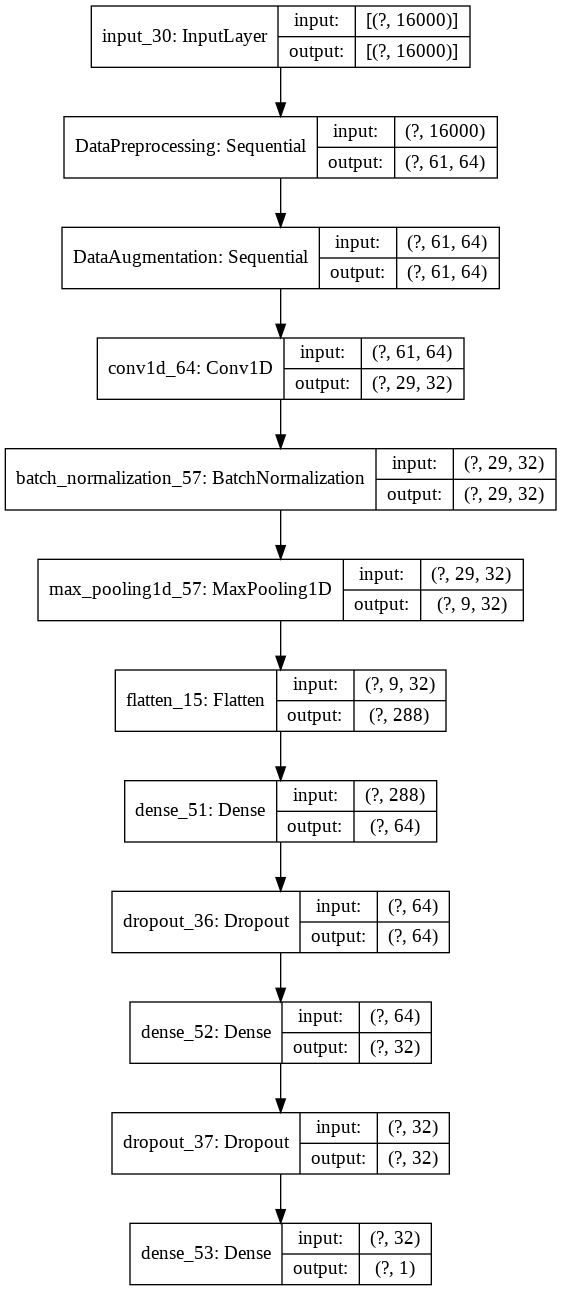 input_30: InputLayer
input: [(?, 16000)]
output: [(?, 16000)]
DataPreprocessing: Sequential
input: (?, 16000)
output: (?, 61, 64)
DataAugmentation: Sequential
input: (?, 61, 64)
output: (?, 61, 64)
conv1d_64: Conv1D
input: (?, 61, 64)
output: (?, 29, 32)
batch_normalization_57: BatchNormalization
input: (?, 29, 32)
output: (?, 29, 32)
max_pooling1d_57: MaxPooling1D
input: (?, 29, 32)
output: (?, 9, 32)
flatten_15: Flatten
input: (?, 9, 32)
output: (?, 288)
dense_51: Dense
input: (?, 288)
output: (?, 64)
dropout_36: Dropout
input: (?, 64)
output: (?, 64)
dense_52: Dense
input: (?, 64)
output: (?, 32)
dropout_37: Dropout
input: (?, 32)
output: (?, 32)
dense_53: Dense
input: (?, 32)
output: (?, 1)